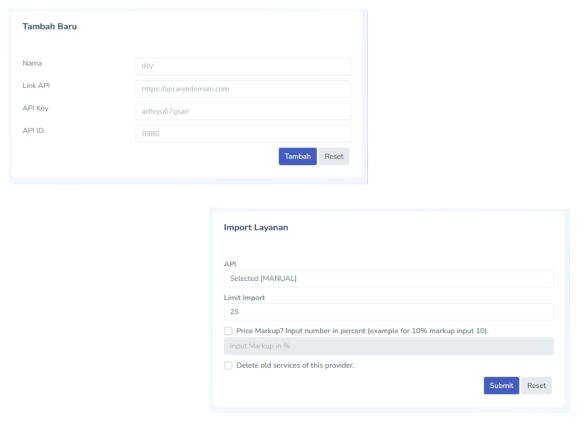 Tambah Baru
Nama
IRV
Link API
https://api.webdomain.com
API Key
API ID
8980
Tambah Reset
Import Layanan
API
Selected [MANUAL]
Limit Import
25
Price Markup? Input number in percent (example for 10% markup input 10).
Input Markup in %
Delete old services of this provider.
Submit Reset